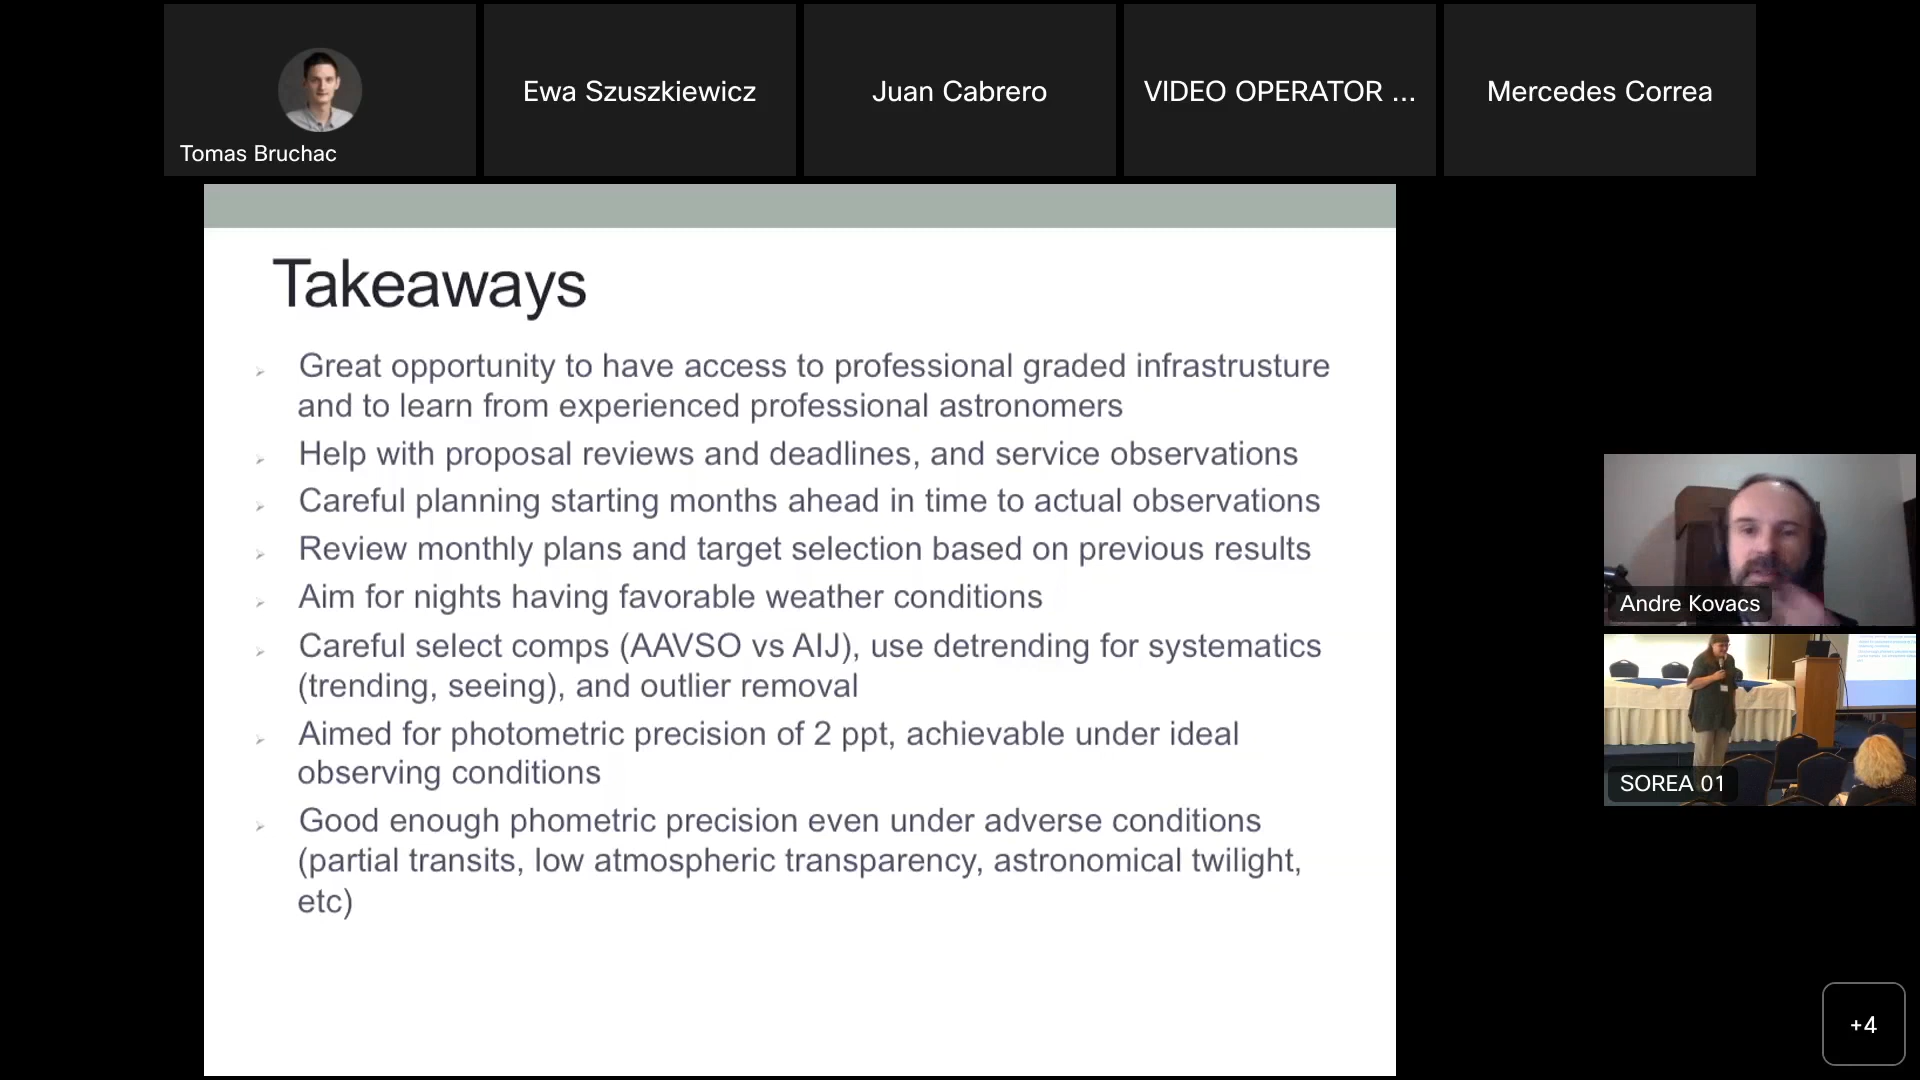 Tomas Bruchac
Ewa Szuszkiewicz
Juan Cabrero
VIDEO OPERATOR ...
Mercedes Correa
Takeaways
Great opportunity to have access to professional graded infrastrusture
and to learn from experienced professional astronomers
Help with proposal reviews and deadlines, and service observations
Careful planning starting months ahead in time to actual observations
Review monthly plans and target selection based on previous results
Aim for nights having favorable weather conditions
Careful select comps (AAVSO vs AIJ), use detrending for systematics
(trending, seeing), and outlier removal
Aimed for photometric precision of 2 ppt, achievable under ideal
observing conditions
Good enough phometric precision even under adverse conditions
(partial transits, low atmospheric transparency, astronomical twilight,
etc)
Andre Kovacs
SOREA 01
+4